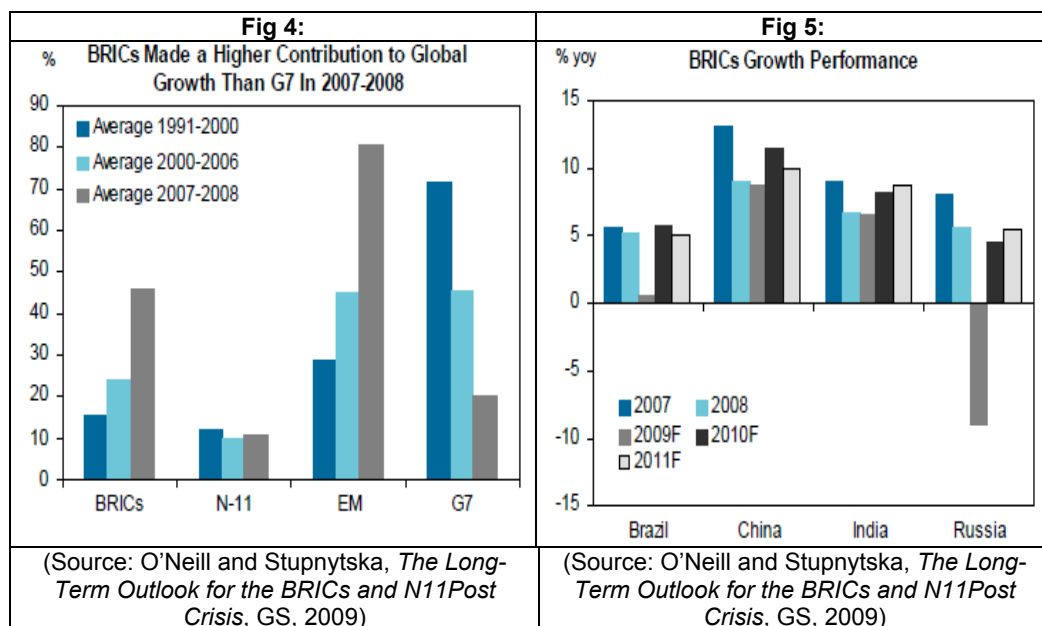 Fig 4:
% BRICs Made a Higher Contribution to Global
Growth Than G7 In 2007-2008
90
80
70
60
50
40
30
20
10
0
Average 1991-2000
Average 2000-2006
Average 2007-2008
BRICs N-11 EM G7
(Source: O’Neill and Stupnytska, The Long-
Term Outlook for the BRICs and N11Post
Crisis, GS, 2009)
Fig 5:
% yoy BRICs Growth Performance
15
10
5
0
-5
-10
-15
2007 2008
2009F 2010F
2011F
Brazil China India Russia
(Source: O’Neill and Stupnytska, The Long-
Term Outlook for the BRICs and N11Post
Crisis, GS, 2009)